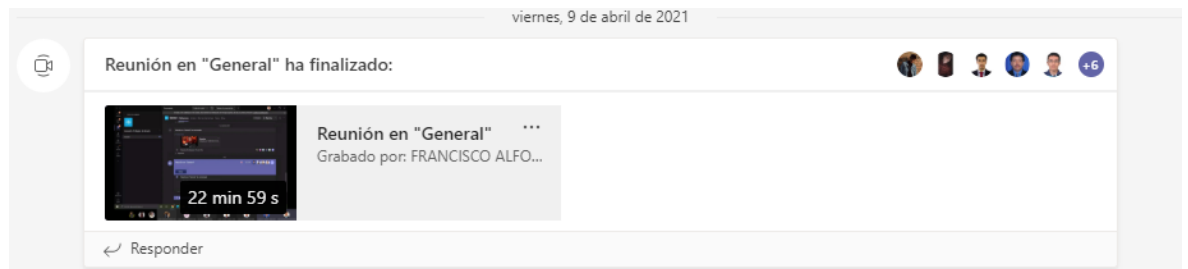 viernes, 9 de abril de 2021
Reunión en "General" ha finalizado:
+6
Reunión en "General" ...
Grabado por: FRANCISCO ALFO...
22 min 59 s
Responder